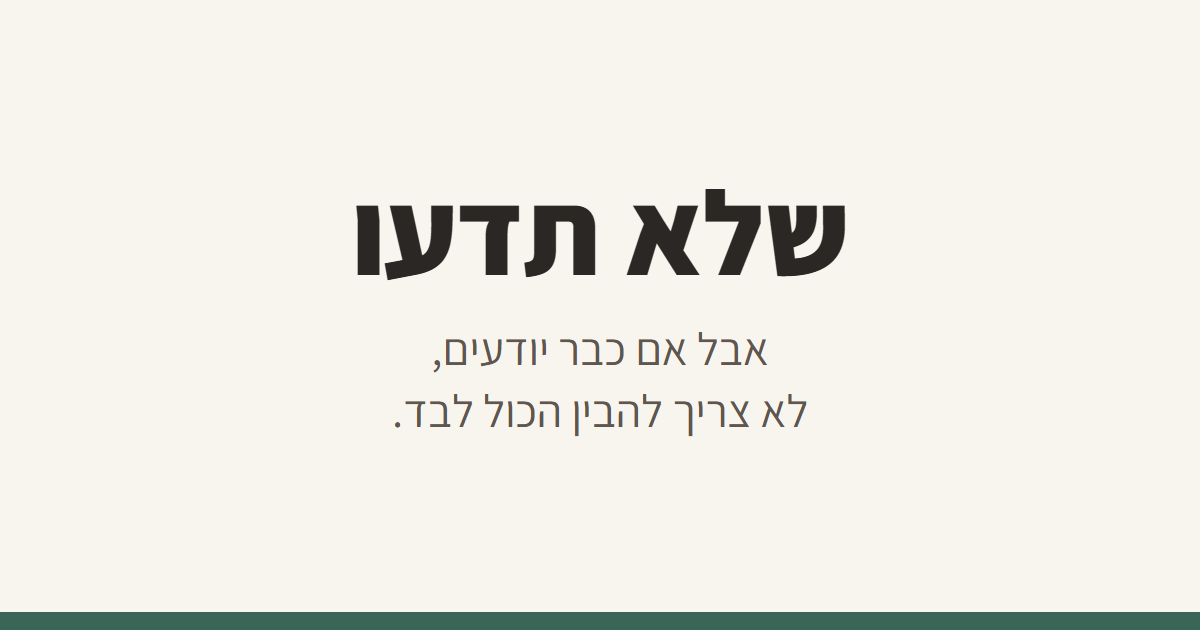 שלא תדעו
אבל אם כבר יודעים,
לא צריך להבין הכול לבד.